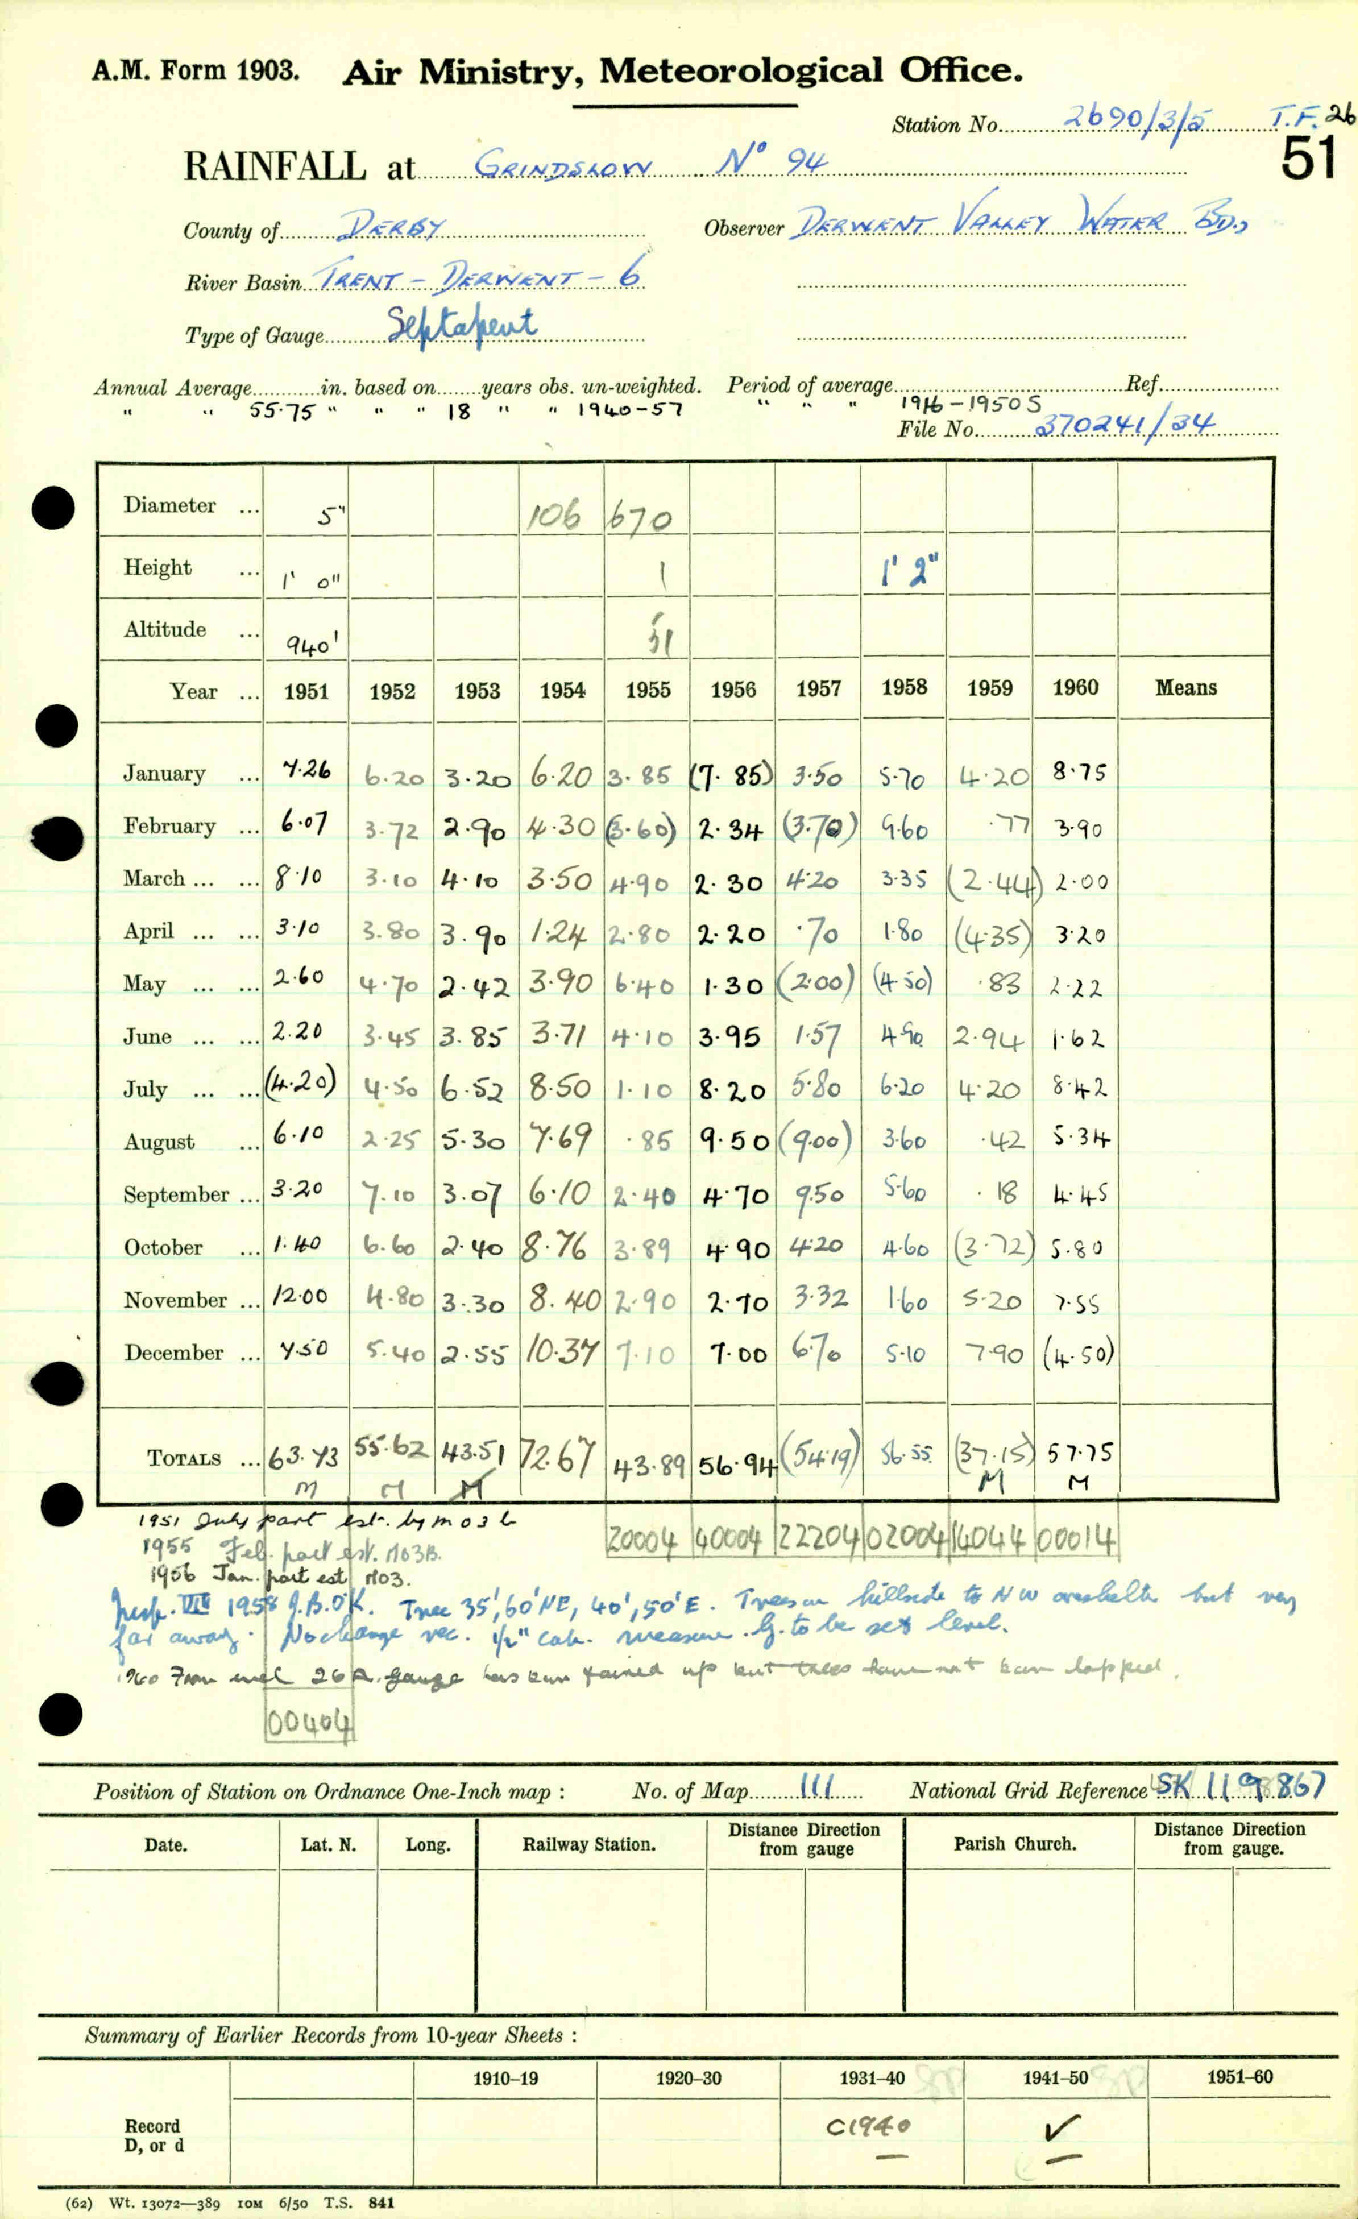 A.M. Form 1903. Air Ministry, Meteorological Office.
Station No. 2690/3/5 T.F. 26
51
RAINFALL at GRINDSLOW Nº 94
County of DERBY Observer DERWENT VALLEY WATER BD.
River Basin TRENT - DERWENT - 6
Type of Gauge Septapent
Annual Average in. based on years obs. un-weighted. Period of average Ref.
" " 55·75 " " " 18 " " 1940-57 " " " 1916-1950 S
File No. 370241/34
Diameter ... 5" 106 670
Height ... 1' 0" 1 1' 2"
Altitude ... 940' 51
Year ... 1951 1952 1953 1954 1955 1956 1957 1958 1959 1960 Means
January ... 7·26 6·20 3·20 6·20 3·85 (7·85) 3·50 5·70 4·20 8·75
February ... 6·07 3·72 2·90 4·30 (3·60) 2·34 (3·70) 9·60 ·77 3·90
March ... ... 8·10 3·10 4·10 3·50 4·90 2·30 4·20 3·35 (2·44) 2·00
April ... ... 3·10 3·80 3·90 1·24 2·80 2·20 ·70 1·80 (4·35) 3·20
May ... ... 2·60 4·70 2·42 3·90 6·40 1·30 (2·00) (4·50) ·83 2·22
June ... ... 2·20 3·45 3·85 3·71 4·10 3·95 1·57 4·90 2·94 1·62
July ... ... (4·20) 4·50 6·52 8·50 1·10 8·20 5·80 6·20 4·20 8·42
August ... 6·10 2·25 5·30 7·69 ·85 9·50 (9·00) 3·60 ·42 5·34
September ... 3·20 7·10 3·07 6·10 2·40 4·70 9·50 5·60 ·18 4·45
October ... 1·40 6·60 2·40 8·76 3·89 4·90 4·20 4·60 (3·72) 5·80
November ... 12·00 4·80 3·30 8·40 2·90 2·70 3·32 1·60 5·20 7·55
December ... 7·50 5·40 2·55 10·37 7·10 7·00 6·70 5·10 7·90 (4·50)
TOTALS ... 63·73 55·62 43·51 72·67 43·89 56·94 (54·19) 56·55 (37·15) 57·75
M M M M M
1951 July part est. by m o 3 b
20004 40004 22204 02004 14044 00014
1955 Feb. part est. MO3B.
1956 Jan. part est MO3.
Insp. VII 1958 J.B.OK. Tree 35', 60' NE, 40', 50' E. Trees on hillside to NW overshelter but very
far away. No change rec. 1/2" cab. measure. G. to be set level.
1960 From 26A. gauge has been up but trees have not been lopped.
00404
Position of Station on Ordnance One-Inch map : No. of Map 111 National Grid Reference SK 119 867
Date. Lat. N. Long. Railway Station. Distance Direction from gauge Parish Church. Distance Direction from gauge.
Summary of Earlier Records from 10-year Sheets :
1910–19 1920–30 1931–40 1941–50 1951–60
Record
D, or d C1940 ✓
(62) Wt. 13072—389 10M 6/50 T.S. 841